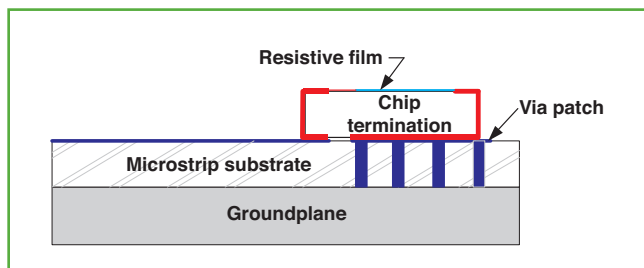 Resistive film
Chip
termination
Via patch
Microstrip substrate
Groundplane